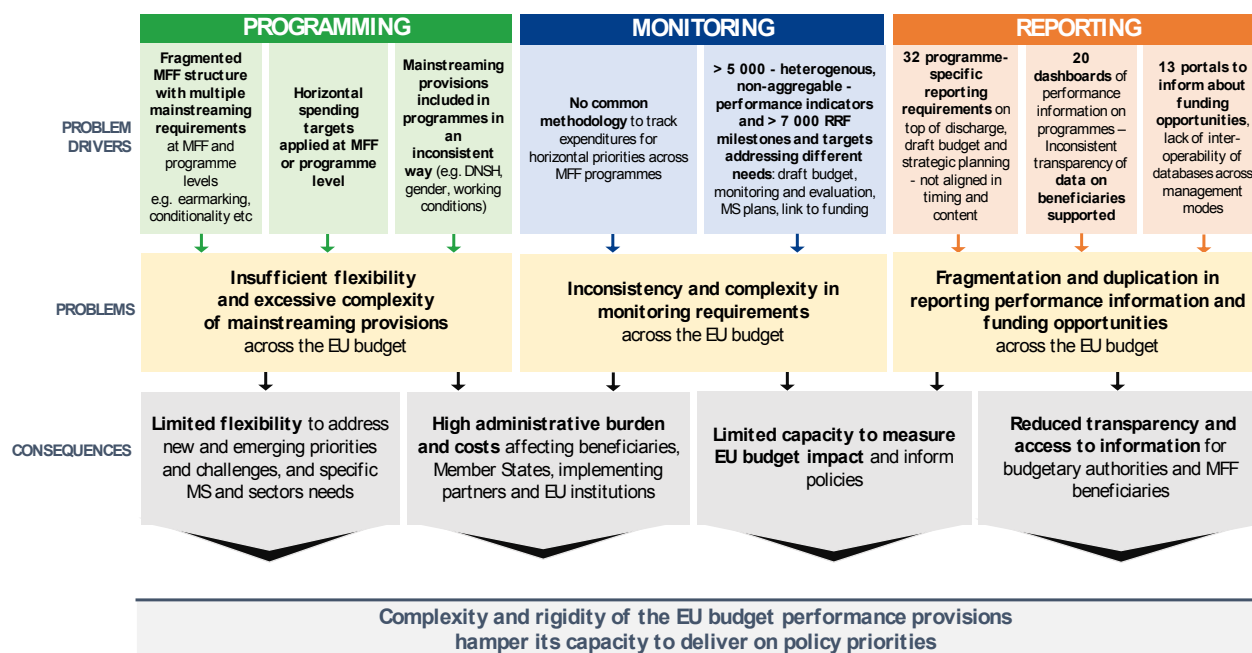 PROGRAMMING
MONITORING
REPORTING
PROBLEM
DRIVERS
Fragmented
MFF structure
with multiple
mainstreaming
requirements
at MFF and
programme
levels
e.g. earmarking,
conditionality etc
Horizontal
spending
targets
applied at MFF
or programme
level
Mainstreaming
provisions
included in
programmes in
an
inconsistent
way (e.g. DNSH,
gender, working
conditions)
No common
methodology to track
expenditures for
horizontal priorities across
MFF programmes
> 5 000 - heterogenous,
non-aggregable -
performance indicators
and > 7 000 RRF
milestones and targets
addressing different
needs: draft budget,
monitoring and evaluation,
MS plans, link to funding
32 programme-
specific
reporting
requirements on
top of discharge,
draft budget and
strategic planning
- not aligned in
timing and
content
20
dashboards of
performance
information on
programmes –
Inconsistent
transparency of
data on
beneficiaries
supported
13 portals to
inform about
funding
opportunities,
lack of inter-
operability of
databases across
management
modes
PROBLEMS
Insufficient flexibility
and excessive complexity
of mainstreaming provisions
across the EU budget
Inconsistency and complexity in
monitoring requirements
across the EU budget
Fragmentation and duplication in
reporting performance information and
funding opportunities
across the EU budget
CONSEQUENCES
Limited flexibility to address
new and emerging priorities
and challenges, and specific
MS and sectors needs
High administrative burden
and costs affecting beneficiaries,
Member States, implementing
partners and EU institutions
Limited capacity to measure
EU budget impact and inform
policies
Reduced transparency and
access to information for
budgetary authorities and MFF
beneficiaries
Complexity and rigidity of the EU budget performance provisions
hamper its capacity to deliver on policy priorities